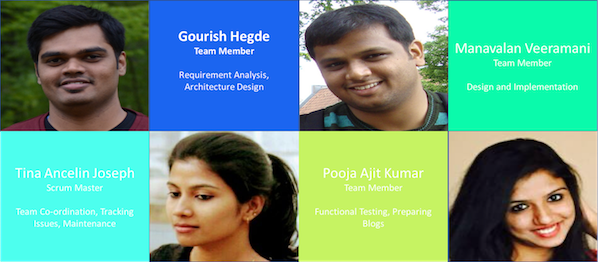 Gourish Hegde
Team Member
Requirement Analysis,
Architecture Design
Manavalan Veeramani
Team Member
Design and Implementation
Tina Ancelin Joseph
Scrum Master
Team Co-ordination, Tracking
Issues, Maintenance
Pooja Ajit Kumar
Team Member
Functional Testing, Preparing
Blogs